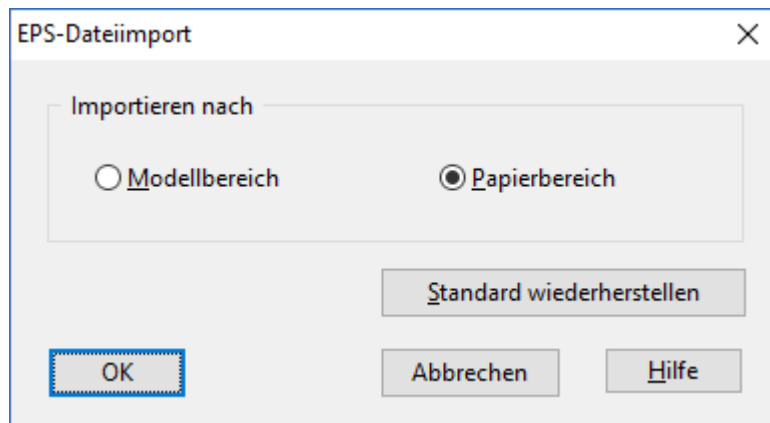 EPS-Dateiimport
Importieren nach
Modellbereich
Papierbereich
Standard wiederherstellen
OK
Abbrechen
Hilfe